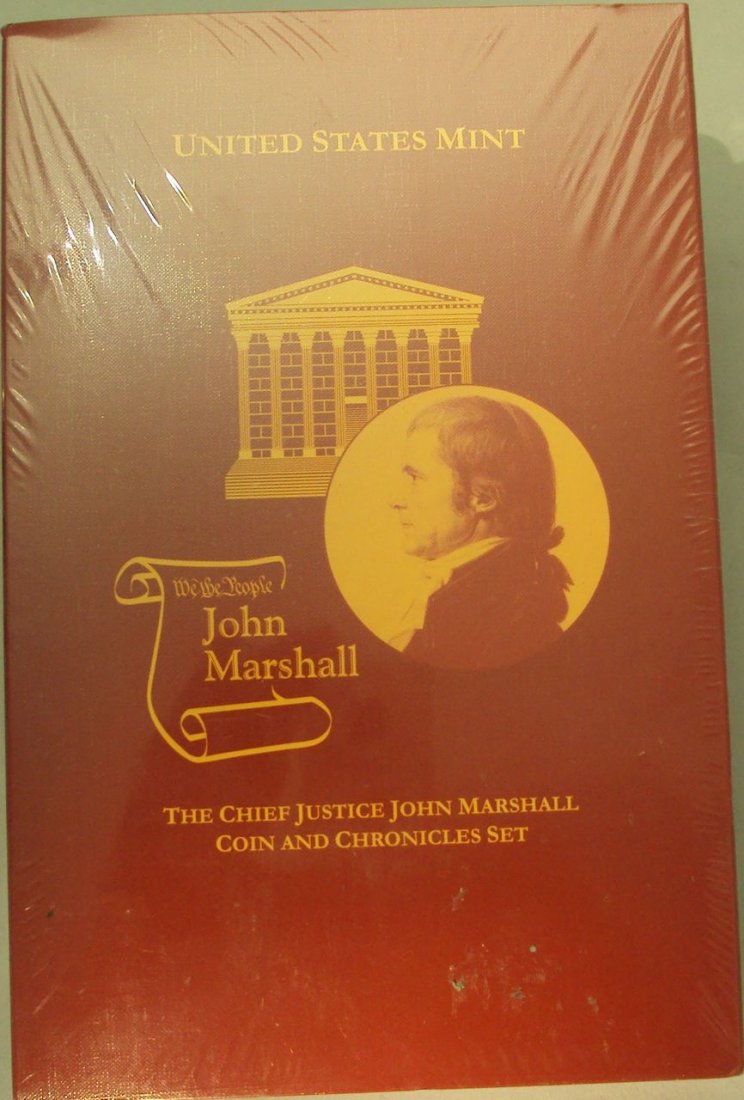 UNITED STATES MINT
We the People
John
Marshall
THE CHIEF JUSTICE JOHN MARSHALL
COIN AND CHRONICLES SET